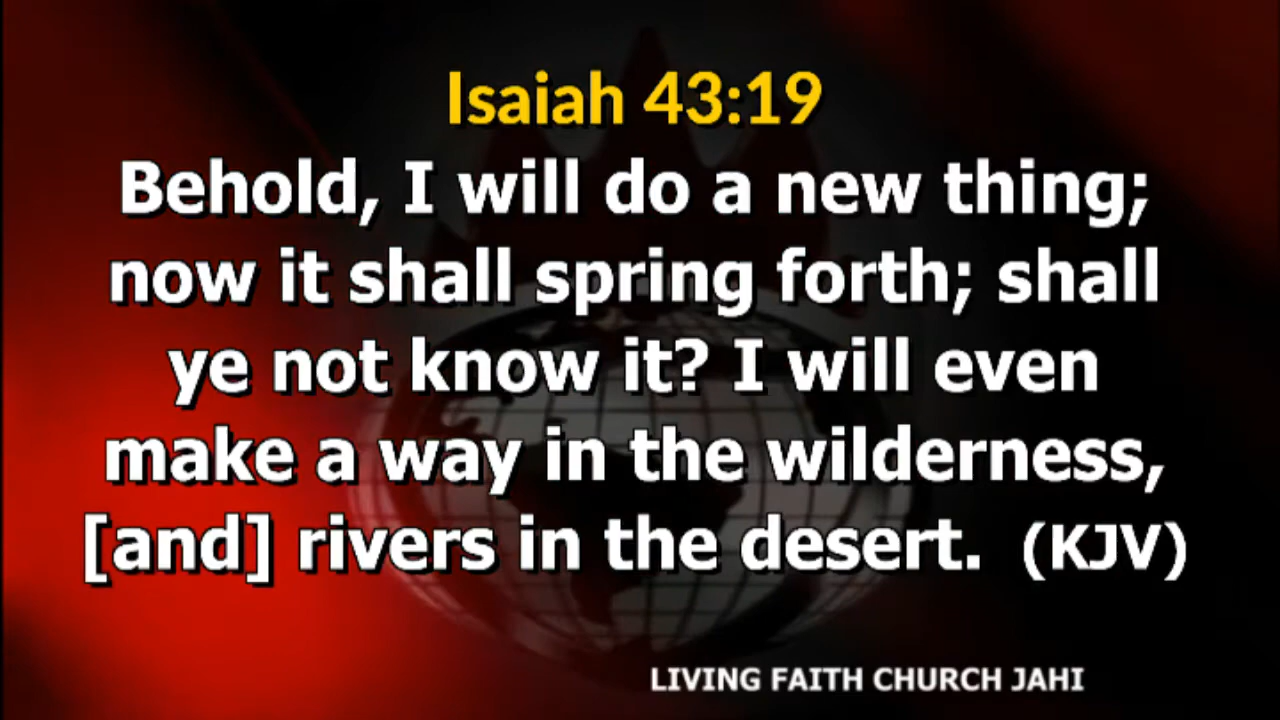 Isaiah 43:19
Behold, I will do a new thing;
now it shall spring forth; shall
ye not know it? I will even
make a way in the wilderness,
[and] rivers in the desert. (KJV)
LIVING FAITH CHURCH JAHI